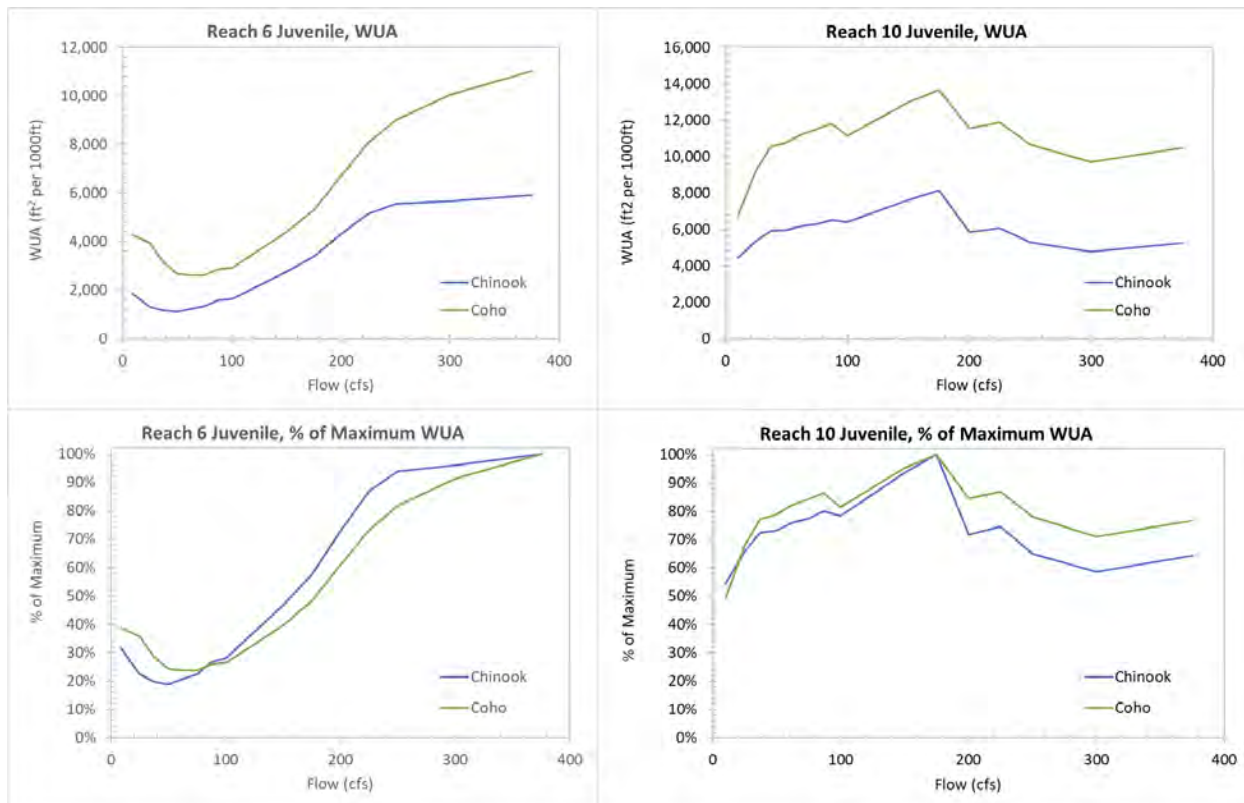 Reach 6 Juvenile, WUA
12,000
10,000
8,000
6,000
4,000
2,000
0
WUA (ft² per 1000ft)
Chinook
Coho
0 100 200 300 400
Flow (cfs)
Reach 10 Juvenile, WUA
16,000
14,000
12,000
10,000
8,000
6,000
4,000
2,000
0
WUA (ft2 per 1000ft)
Chinook
Coho
0 100 200 300 400
Flow (cfs)
Reach 6 Juvenile, % of Maximum WUA
100%
90%
80%
70%
60%
50%
40%
30%
20%
10%
0%
% of Maximum
Chinook
Coho
0 100 200 300 400
Flow (cfs)
Reach 10 Juvenile, % of Maximum WUA
100%
90%
80%
70%
60%
50%
40%
30%
20%
10%
0%
% of Maximum
Chinook
Coho
0 100 200 300 400
Flow (cfs)